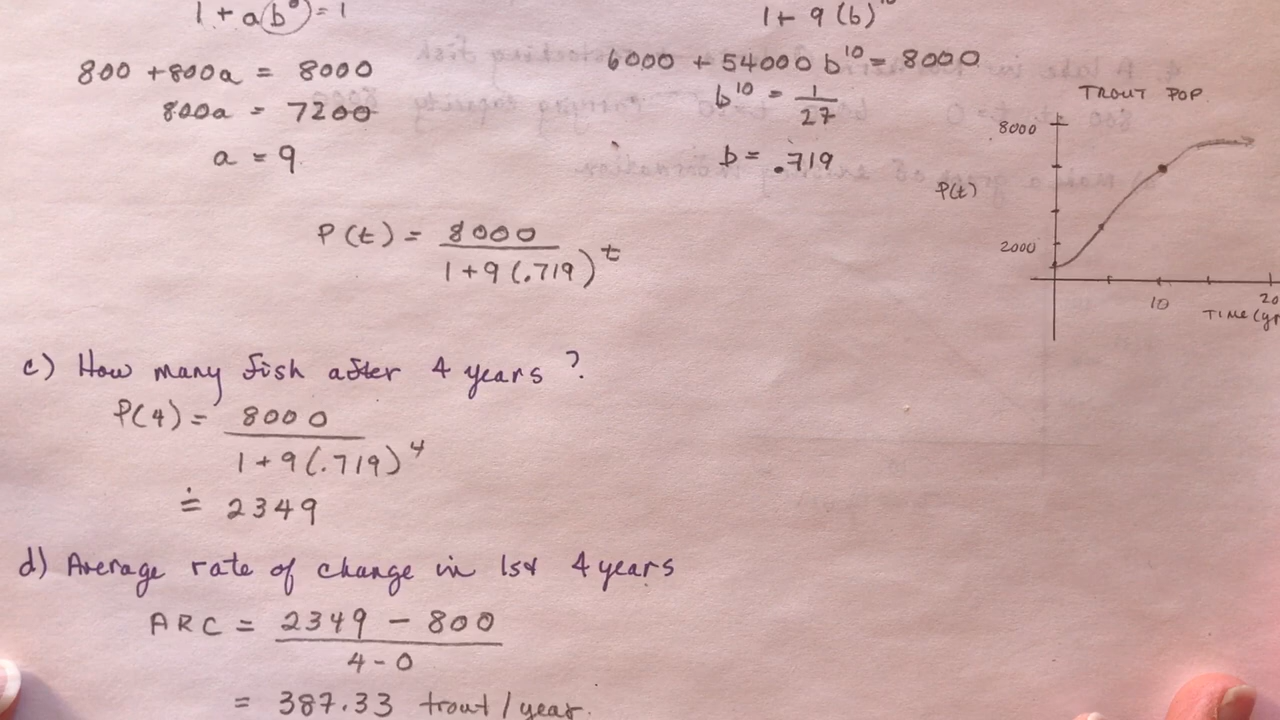 1 + ab⁰ = 1
800 + 800a = 8000
800a = 7200
a = 9
1 + 9(b)¹⁰
6000 + 54000 b¹⁰ = 8000
b¹⁰ = 1/27
b = .719
TROUT POP.
8000
P(t)
2000
10
20
TIME (yr
P(t) = 8000 / 1+9(.719)ᵗ
c) How many fish after 4 years?
P(4) = 8000 / 1+9(.719)⁴
≐ 2349
d) Average rate of change in 1st 4 years
ARC = 2349 - 800 / 4-0
= 387.33 trout/year.